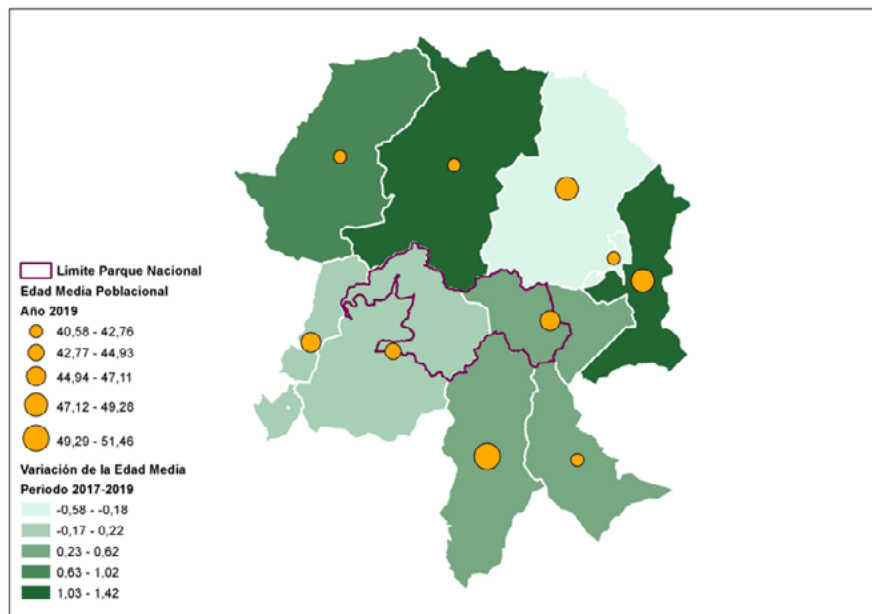 Límite Parque Nacional
Edad Media Poblacional
Año 2019
40,58 - 42,76
42,77 - 44,93
44,94 - 47,11
47,12 - 49,28
49,29 - 51,46
Variación de la Edad Media
Periodo 2017-2019
-0,58 - -0,18
-0,17 - 0,22
0,23 - 0,62
0,63 - 1,02
1,03 - 1,42